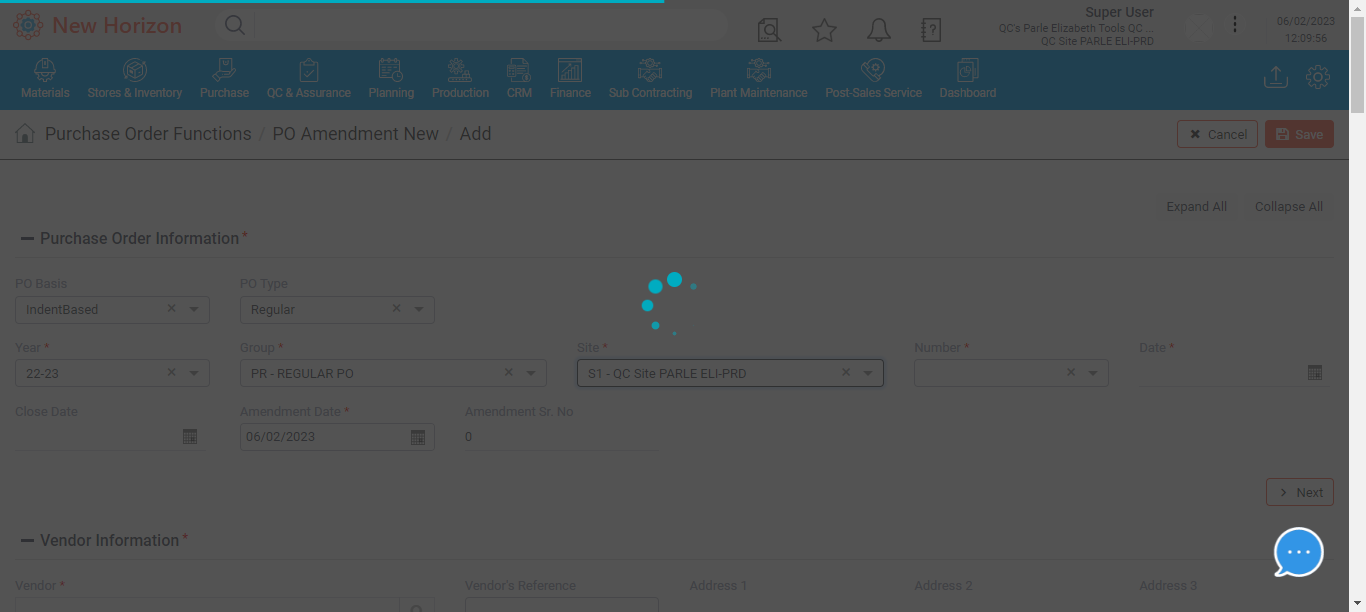 New Horizon
Super User
QC's Parle Elizabeth Tools QC ...
QC Site PARLE ELI-PRD
06/02/2023
12:09:56
Materials Stores & Inventory Purchase QC & Assurance Planning Production CRM Finance Sub Contracting Plant Maintenance Post-Sales Service Dashboard
Purchase Order Functions / PO Amendment New / Add
Cancel Save
Expand All Collapse All
Purchase Order Information *
PO Basis PO Type
IndentBased Regular
Year * Group * Site * Number * Date *
22-23 PR - REGULAR PO S1 - QC Site PARLE ELI-PRD
Close Date Amendment Date * Amendment Sr. No
06/02/2023 0
Next
Vendor Information *
Vendor * Vendor's Reference Address 1 Address 2 Address 3